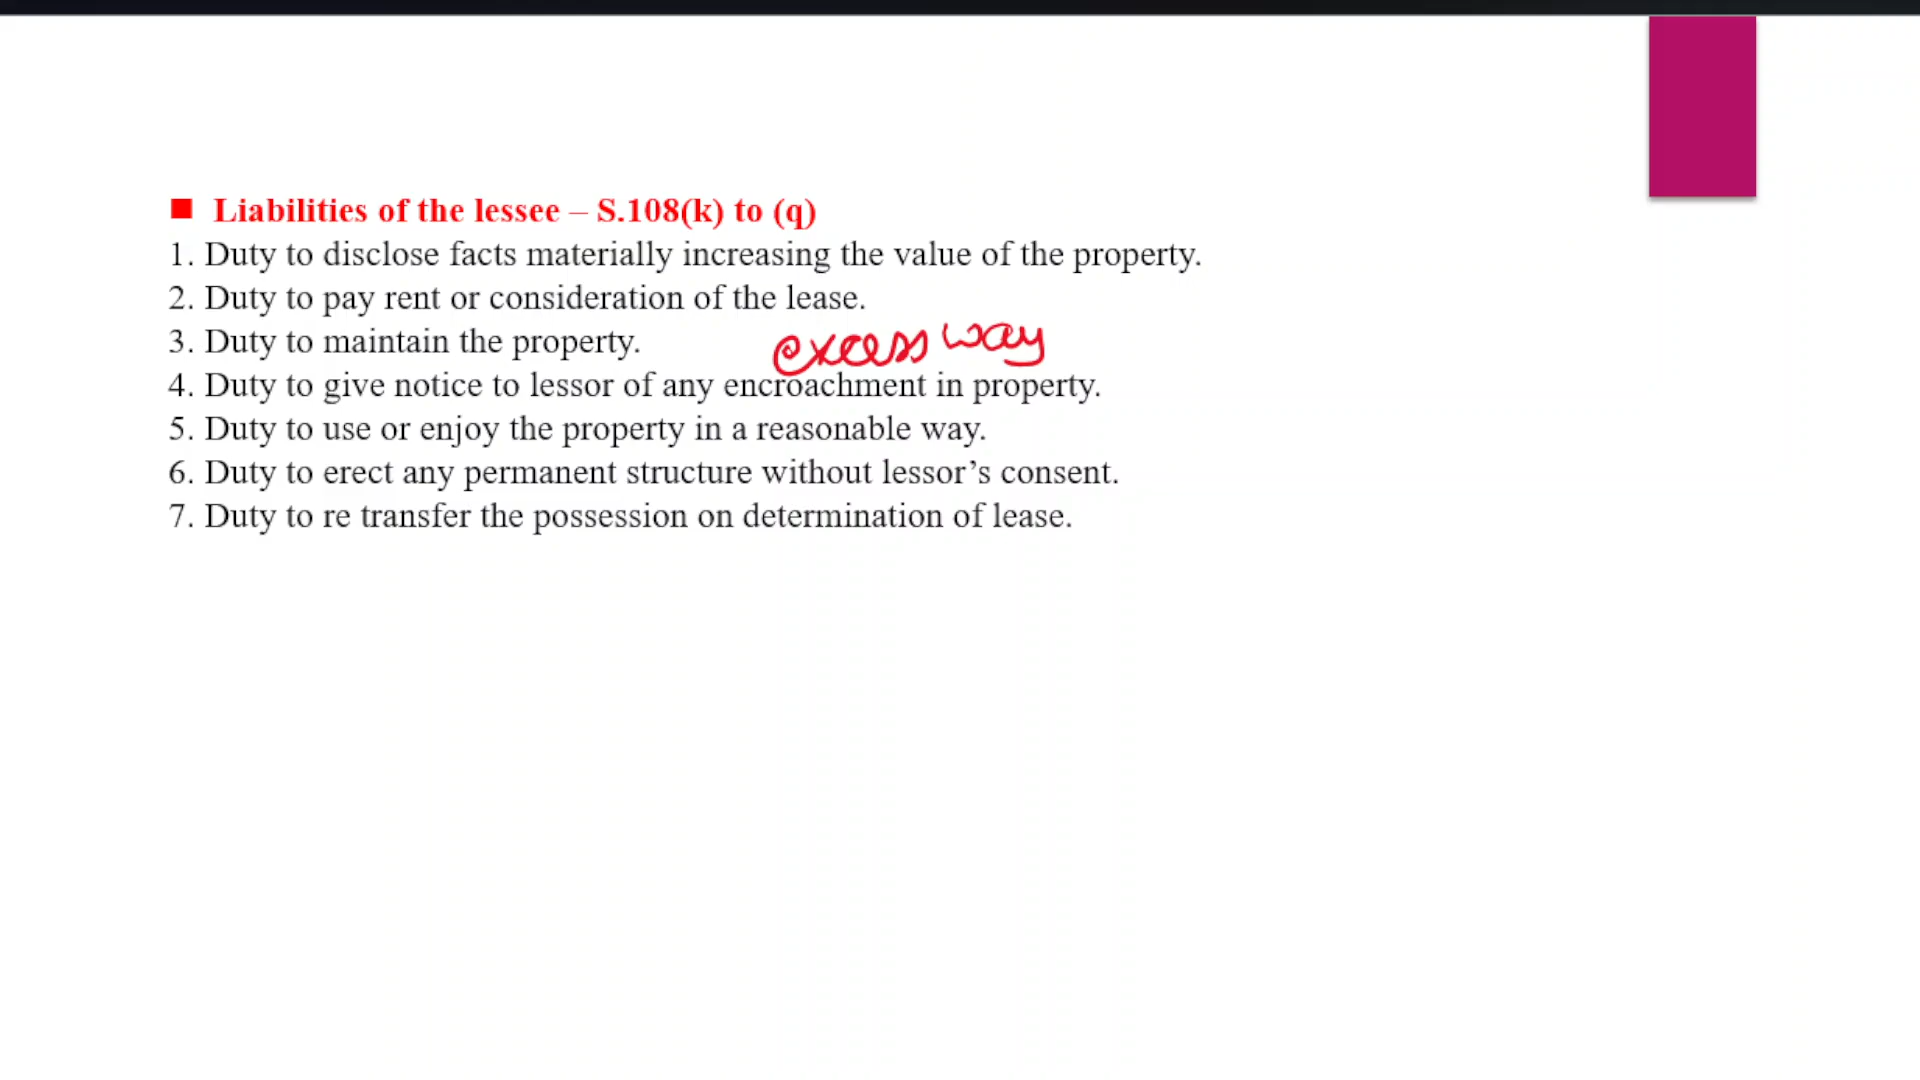 Liabilities of the lessee – S.108(k) to (q)
1. Duty to disclose facts materially increasing the value of the property.
2. Duty to pay rent or consideration of the lease.
3. Duty to maintain the property.
excess way
4. Duty to give notice to lessor of any encroachment in property.
5. Duty to use or enjoy the property in a reasonable way.
6. Duty to erect any permanent structure without lessor’s consent.
7. Duty to re transfer the possession on determination of lease.